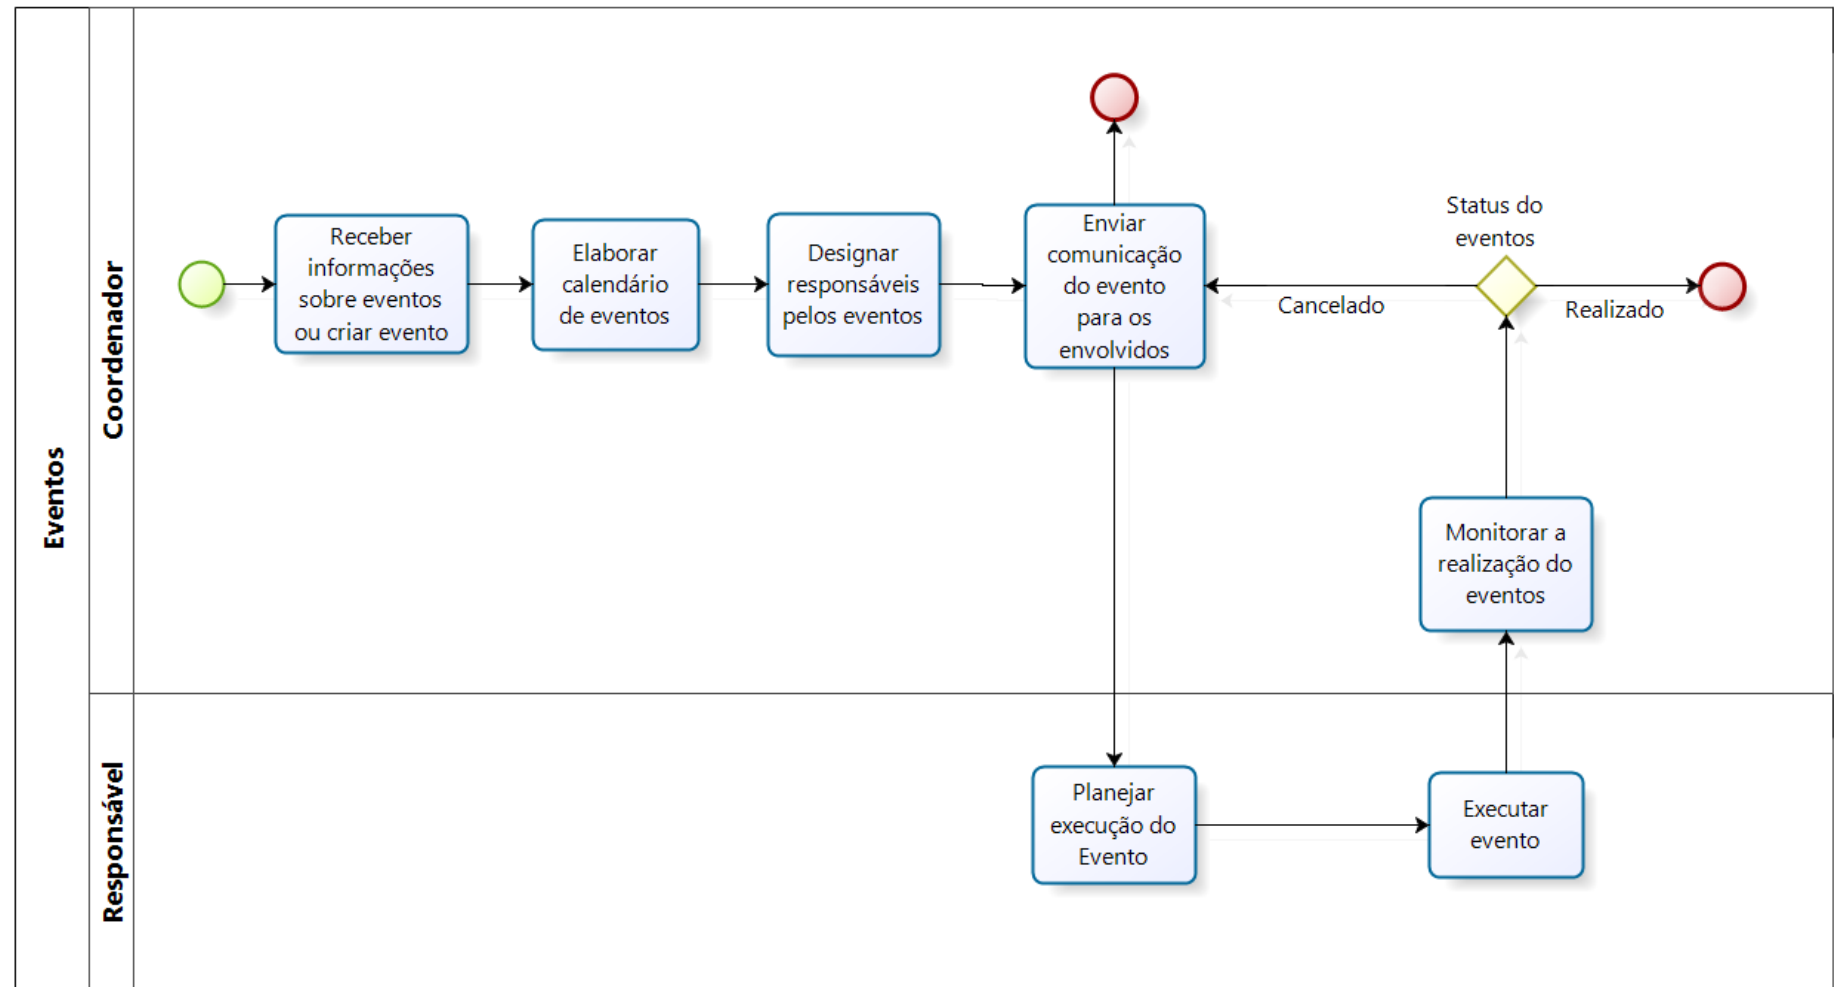 Eventos
Coordenador
Receber
informações
sobre eventos
ou criar evento
Elaborar
calendário
de eventos
Designar
responsáveis
pelos eventos
Enviar
comunicação
do evento
para os
envolvidos
Status do
eventos
Cancelado
Realizado
Monitorar a
realização do
eventos
Responsável
Planejar
execução do
Evento
Executar
evento